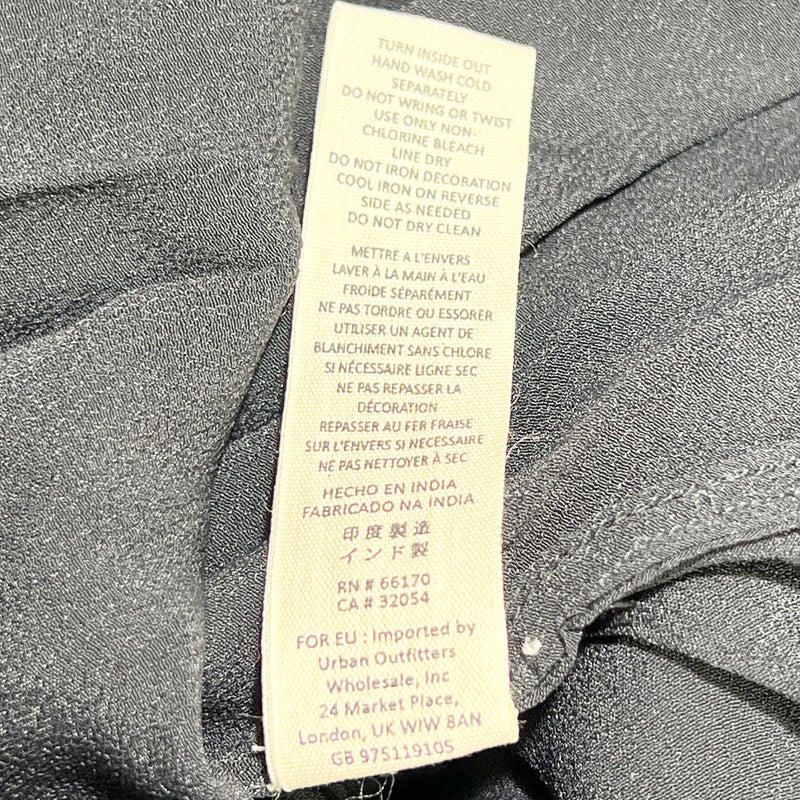 TURN INSIDE OUT
HAND WASH COLD
SEPARATELY
DO NOT WRING OR TWIST
USE ONLY NON-
CHLORINE BLEACH
LINE DRY
DO NOT IRON DECORATION
COOL IRON ON REVERSE
SIDE AS NEEDED
DO NOT DRY CLEAN
METTRE A L'ENVERS
LAVER À LA MAIN À L'EAU
FROIDE SÉPARÉMENT
NE PAS TORDRE OU ESSORER
UTILISER UN AGENT DE
BLANCHIMENT SANS CHLORE
SI NÉCESSAIRE LIGNE SEC
NE PAS REPASSER LA
DÉCORATION
REPASSER AU FER FRAISE
SUR L'ENVERS SI NECESSAIRE
NE PAS NETTOYER À SEC
HECHO EN INDIA
FABRICADO NA INDIA
印度製造
インド製
RN # 66170
CA # 32054
FOR EU : Imported by
Urban Outfitters
Wholesale, Inc
24 Market Place,
London, UK WIW 8AN
GB 975119105